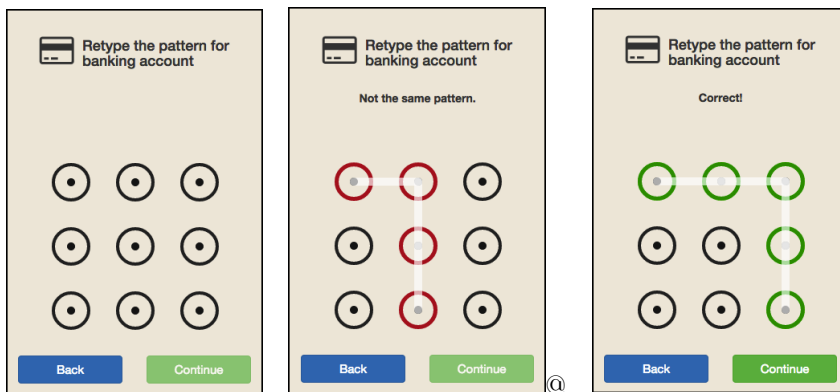 Retype the pattern for
banking account
Back
Continue
Retype the pattern for
banking account
Not the same pattern.
Back
Continue
@
Retype the pattern for
banking account
Correct!
Back
Continue